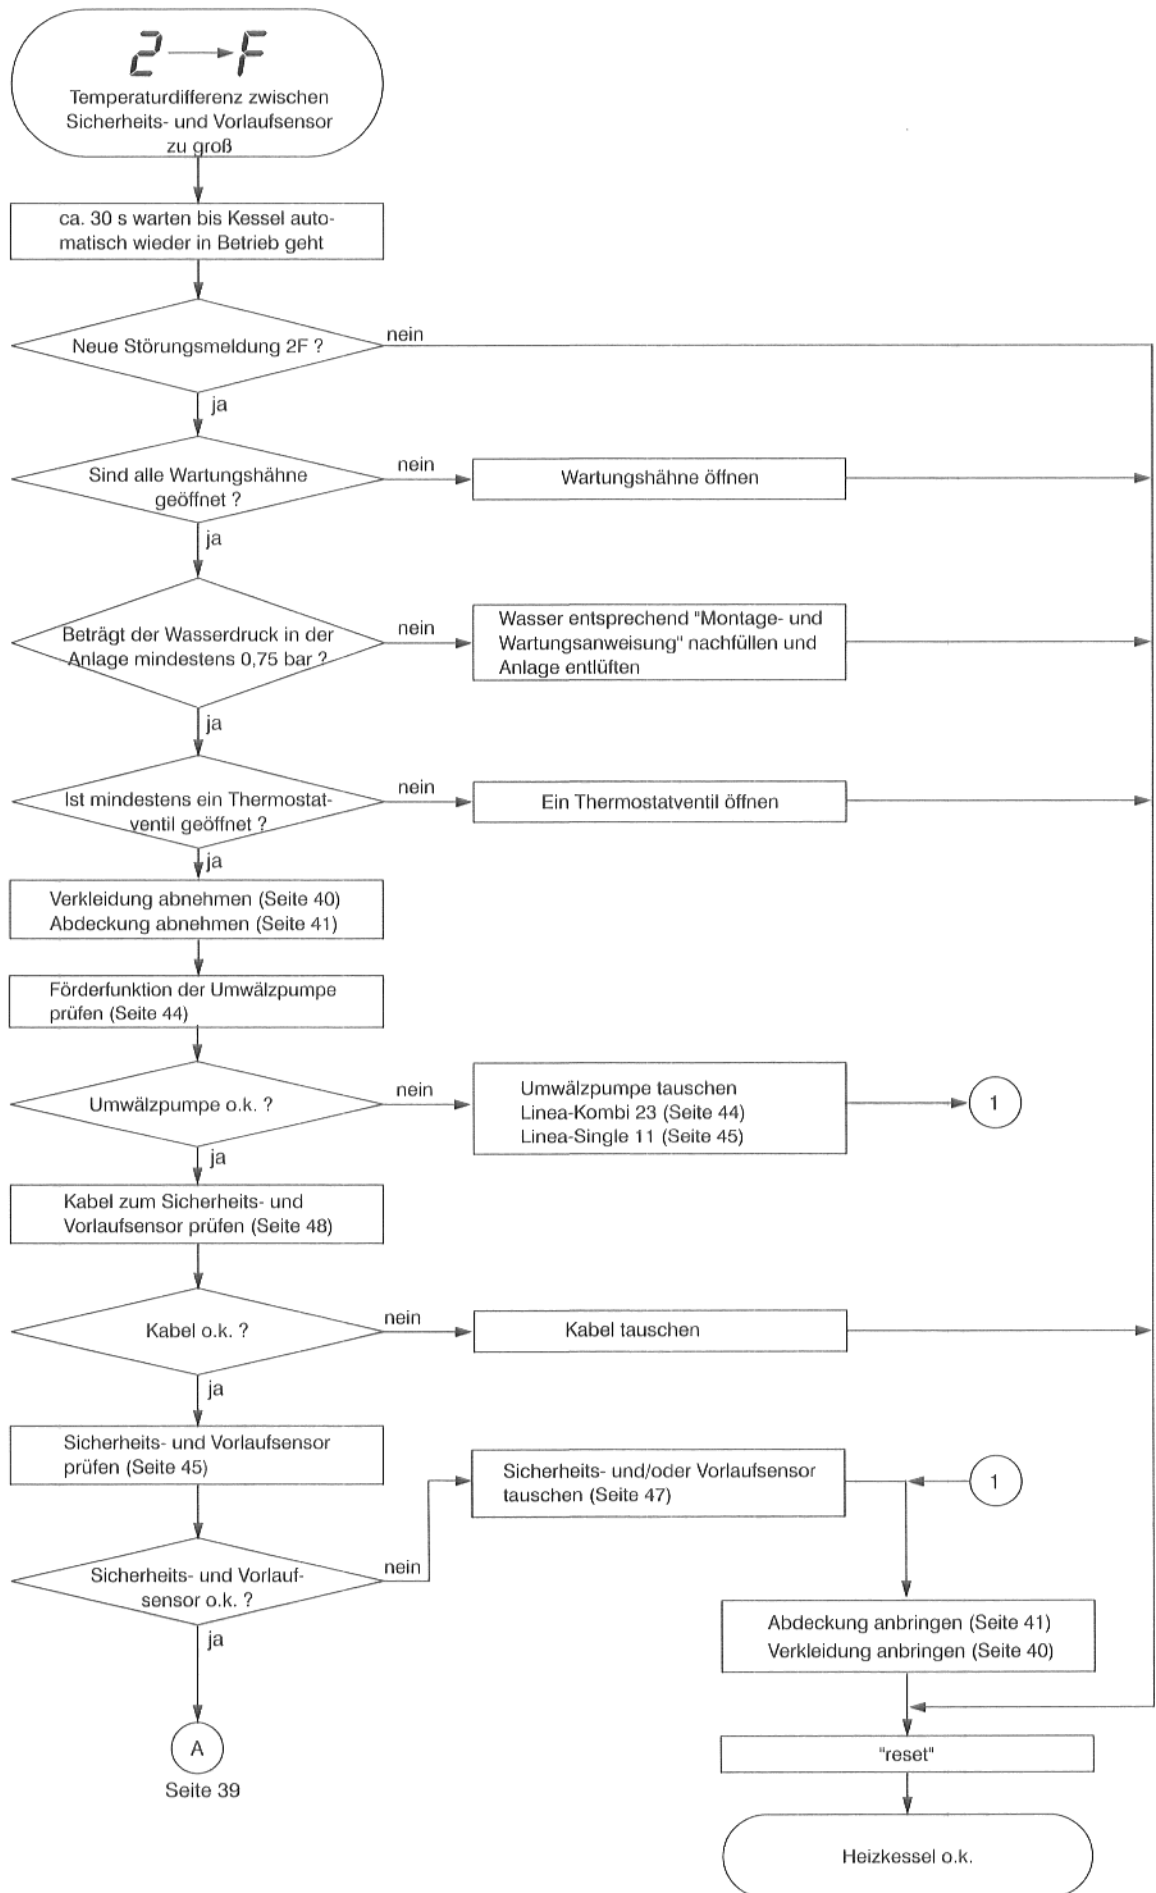 2 F
Temperaturdifferenz zwischen
Sicherheits- und Vorlaufsensor
zu groß
ca. 30 s warten bis Kessel auto-
matisch wieder in Betrieb geht
Neue Störungsmeldung 2F ?
nein
ja
Sind alle Wartungshähne
geöffnet ?
nein
Wartungshähne öffnen
ja
Beträgt der Wasserdruck in der
Anlage mindestens 0,75 bar ?
nein
Wasser entsprechend "Montage- und
Wartungsanweisung" nachfüllen und
Anlage entlüften
ja
Ist mindestens ein Thermostat-
ventil geöffnet ?
nein
Ein Thermostatventil öffnen
ja
Verkleidung abnehmen (Seite 40)
Abdeckung abnehmen (Seite 41)
Förderfunktion der Umwälzpumpe
prüfen (Seite 44)
Umwälzpumpe o.k. ?
nein
Umwälzpumpe tauschen
Linea-Kombi 23 (Seite 44)
Linea-Single 11 (Seite 45)
1
ja
Kabel zum Sicherheits- und
Vorlaufsensor prüfen (Seite 48)
Kabel o.k. ?
nein
Kabel tauschen
ja
Sicherheits- und Vorlaufsensor
prüfen (Seite 45)
Sicherheits- und/oder Vorlaufsensor
tauschen (Seite 47)
1
Sicherheits- und Vorlauf-
sensor o.k. ?
nein
ja
Abdeckung anbringen (Seite 41)
Verkleidung anbringen (Seite 40)
A
Seite 39
"reset"
Heizkessel o.k.